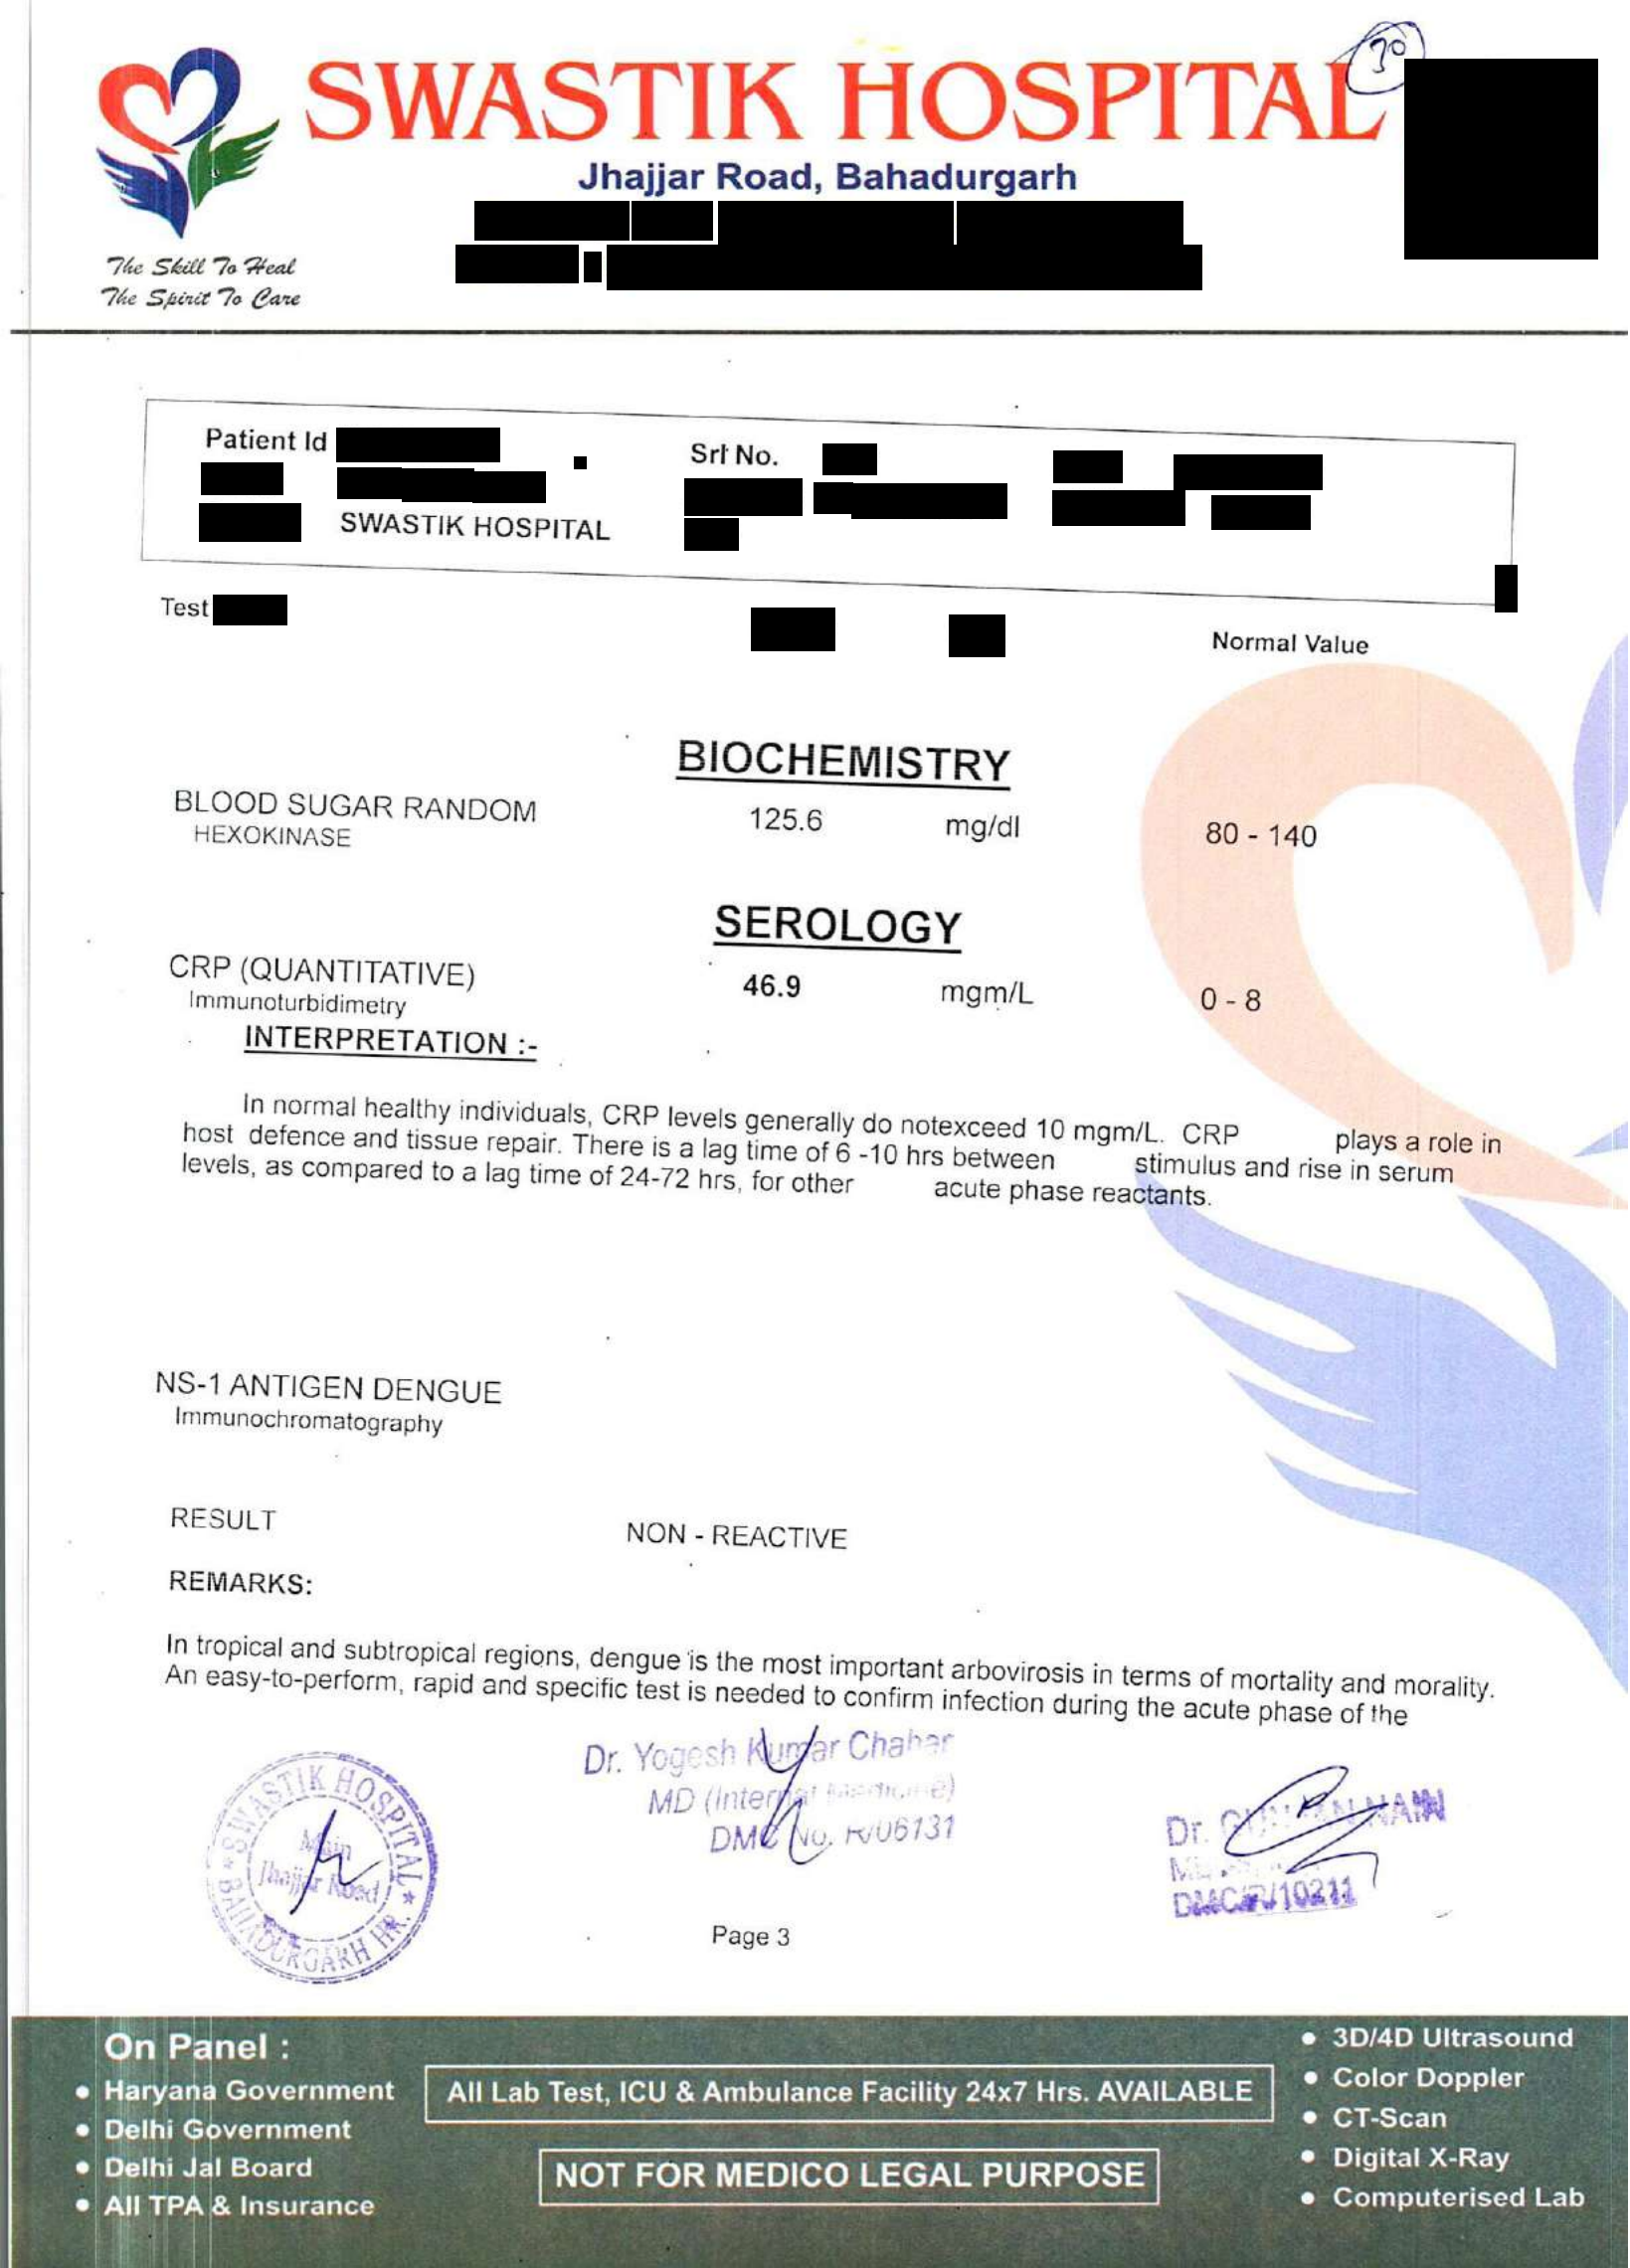 30
SWASTIK HOSPITAL
Jhajjar Road, Bahadurgarh
The Skill To Heal
The Spirit To Care
Patient Id Srl No.
SWASTIK HOSPITAL
Test
Normal Value
BIOCHEMISTRY
BLOOD SUGAR RANDOM 125.6 mg/dl 80 - 140
HEXOKINASE
SEROLOGY
CRP (QUANTITATIVE) 46.9 mgm/L 0 - 8
Immunoturbidimetry
INTERPRETATION :-
In normal healthy individuals, CRP levels generally do notexceed 10 mgm/L. CRP plays a role in
host defence and tissue repair. There is a lag time of 6 -10 hrs between stimulus and rise in serum
levels, as compared to a lag time of 24-72 hrs, for other acute phase reactants.
NS-1 ANTIGEN DENGUE
Immunochromatography
RESULT NON - REACTIVE
REMARKS:
In tropical and subtropical regions, dengue is the most important arbovirosis in terms of mortality and morality.
An easy-to-perform, rapid and specific test is needed to confirm infection during the acute phase of the
Dr. Yogesh Kumar Chahar
MD (Internal Medicine)
DMC No. R/06131
SWASTIK HOSPITAL
Main
Jhajjar Road
BAHADURGARH HR.
Dr. NAIN
DMC/R/10211
Page 3
On Panel :
Haryana Government
Delhi Government
Delhi Jal Board
All TPA & Insurance
All Lab Test, ICU & Ambulance Facility 24x7 Hrs. AVAILABLE
NOT FOR MEDICO LEGAL PURPOSE
3D/4D Ultrasound
Color Doppler
CT-Scan
Digital X-Ray
Computerised Lab